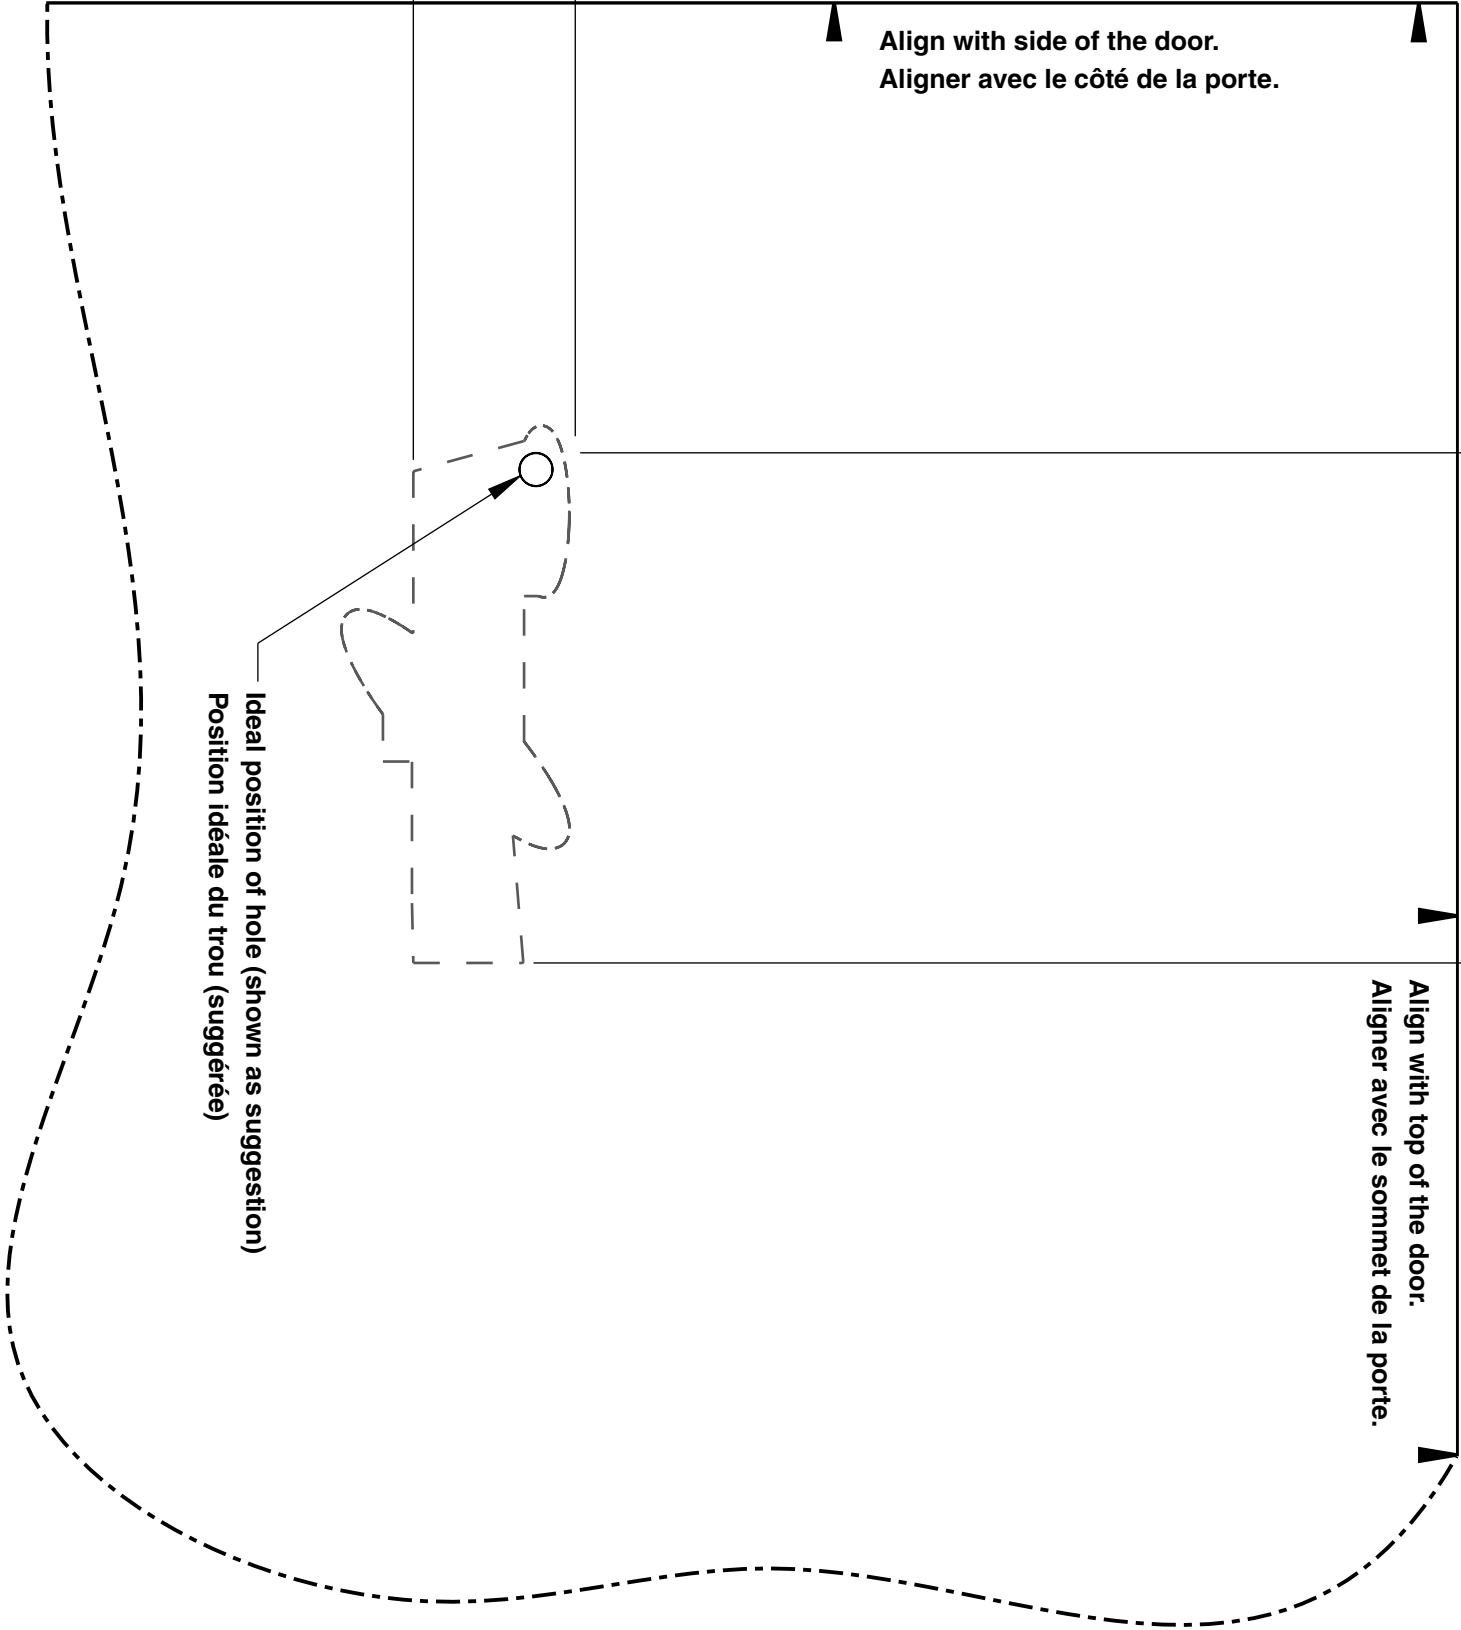 Align with side of the door.
Aligner avec le côté de la porte.
Align with top of the door.
Aligner avec le sommet de la porte.
Ideal position of hole (shown as suggestion)
Position idéale du trou (suggérée)